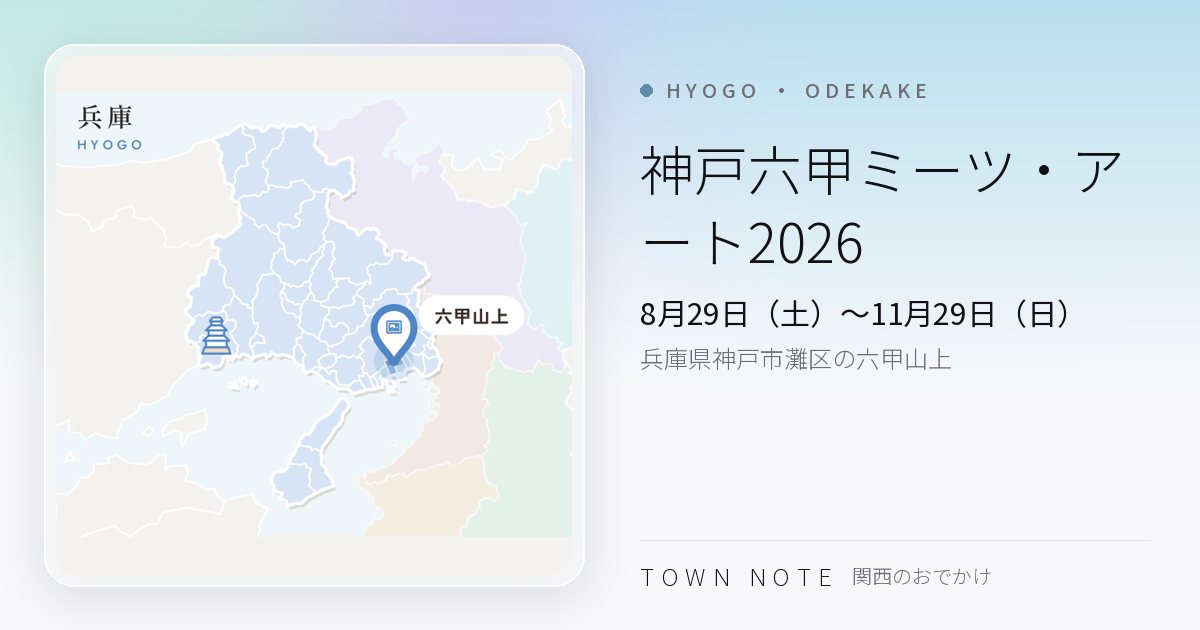 兵庫
HYOGO
六甲山上
HYOGO ・ ODEKAKE
神戸六甲ミーツ・ア
ート2026
8月29日（土）〜11月29日（日）
兵庫県神戸市灘区の六甲山上
TOWN NOTE 関西のおでかけ